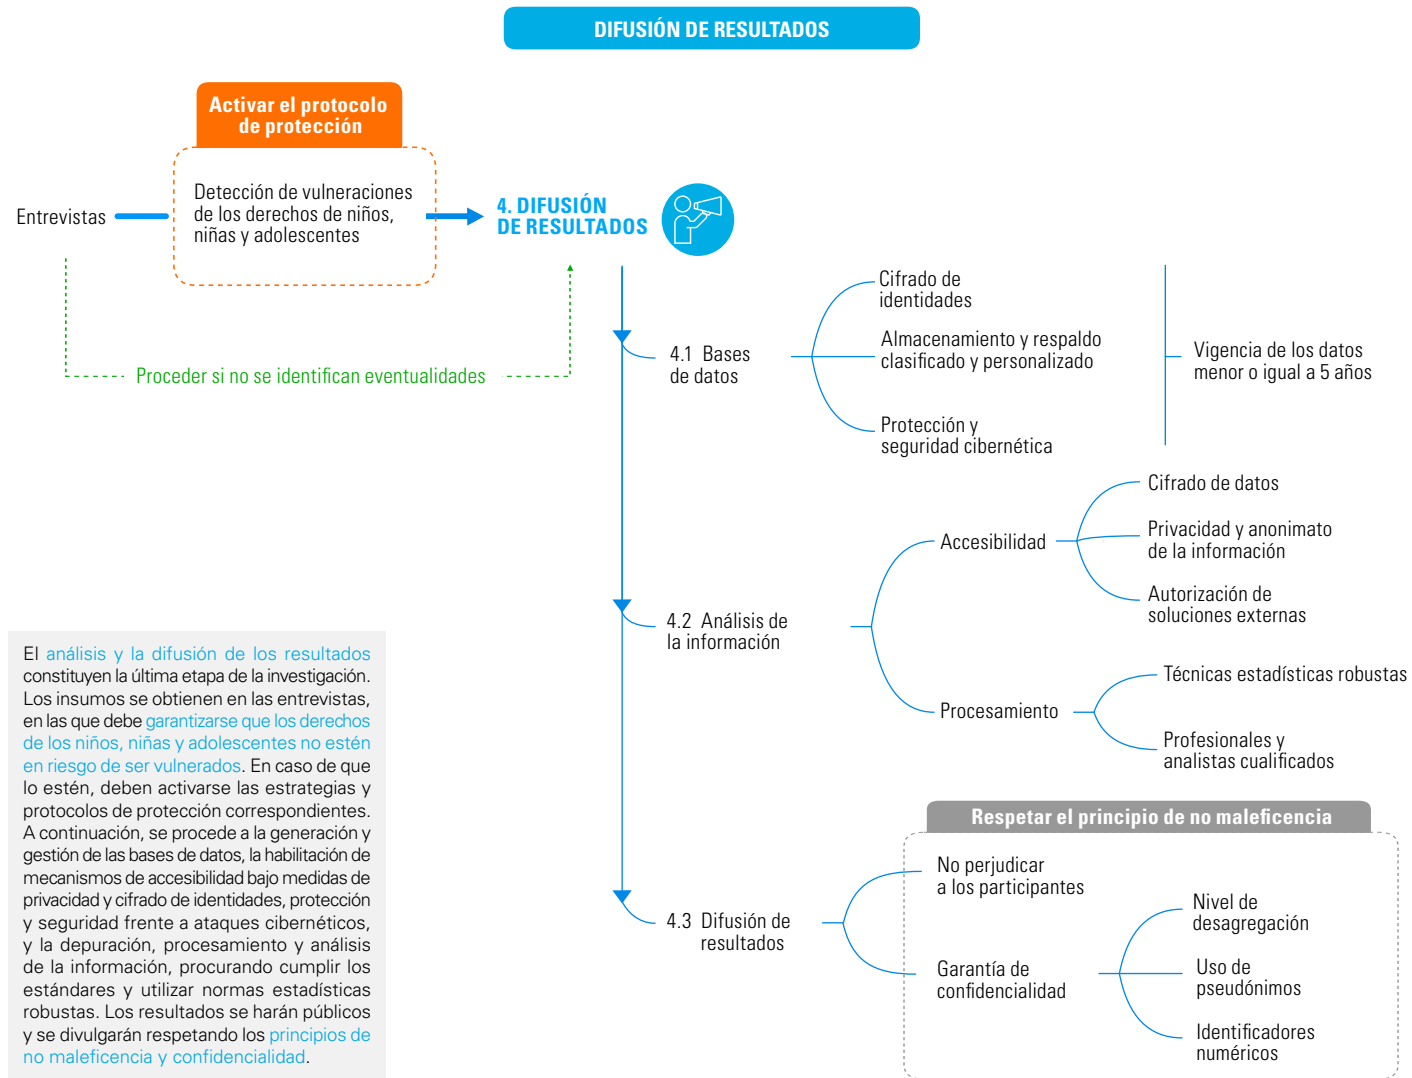 DIFUSIÓN DE RESULTADOS
Activar el protocolo
de protección
Entrevistas
Detección de vulneraciones
de los derechos de niños,
niñas y adolescentes
4. DIFUSIÓN
DE RESULTADOS
Proceder si no se identifican eventualidades
4.1 Bases
de datos
Cifrado de
identidades
Almacenamiento y respaldo
clasificado y personalizado
Protección y
seguridad cibernética
Vigencia de los datos
menor o igual a 5 años
4.2 Análisis de
la información
Accesibilidad
Cifrado de datos
Privacidad y anonimato
de la información
Autorización de
soluciones externas
Procesamiento
Técnicas estadísticas robustas
Profesionales y
analistas cualificados
4.3 Difusión de
resultados
Respetar el principio de no maleficencia
No perjudicar
a los participantes
Garantía de
confidencialidad
Nivel de
desagregación
Uso de
pseudónimos
Identificadores
numéricos
El análisis y la difusión de los resultados
constituyen la última etapa de la investigación.
Los insumos se obtienen en las entrevistas,
en las que debe garantizarse que los derechos
de los niños, niñas y adolescentes no estén
en riesgo de ser vulnerados. En caso de que
lo estén, deben activarse las estrategias y
protocolos de protección correspondientes.
A continuación, se procede a la generación y
gestión de las bases de datos, la habilitación de
mecanismos de accesibilidad bajo medidas de
privacidad y cifrado de identidades, protección
y seguridad frente a ataques cibernéticos,
y la depuración, procesamiento y análisis
de la información, procurando cumplir los
estándares y utilizar normas estadísticas
robustas. Los resultados se harán públicos
y se divulgarán respetando los principios de
no maleficencia y confidencialidad.